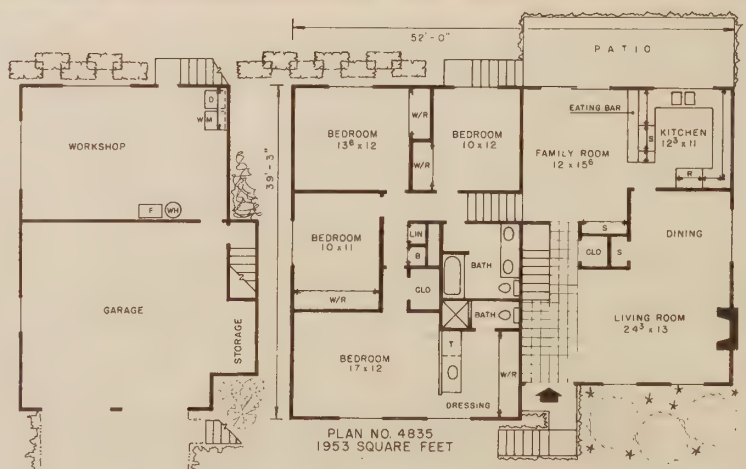 52'-0"
PATIO
39'-3"
D
WM
WORKSHOP
F
WH
GARAGE
STORAGE
BEDROOM
13⁶ x 12
W/R
W/R
BEDROOM
10 x 12
EATING BAR
S
KITCHEN
12³ x 11
R
FAMILY ROOM
12 x 15⁶
BEDROOM
10 x 11
W/R
LIN
B
CLO
BATH
BATH
S
CLO
S
DINING
LIVING ROOM
24³ x 13
BEDROOM
17 x 12
T
W/R
DRESSING
PLAN NO. 4835
1953 SQUARE FEET